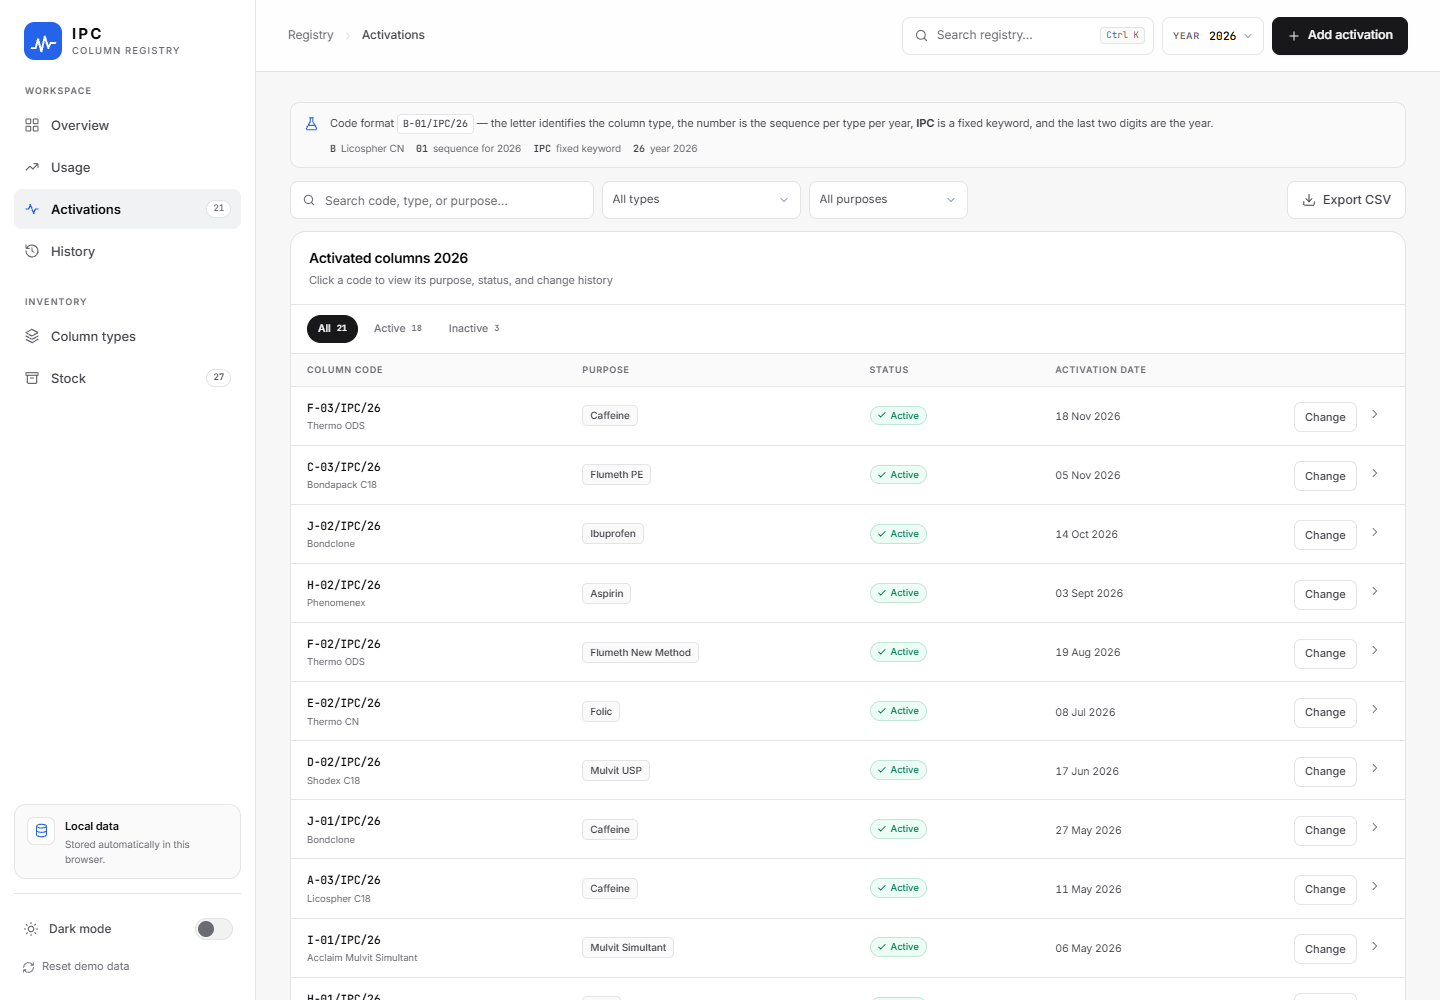 IPC
COLUMN REGISTRY
WORKSPACE
Overview
Usage
Activations 21
History
INVENTORY
Column types
Stock 27
Local data
Stored automatically in this
browser.
Dark mode
Reset demo data
Registry Activations
Search registry... Ctrl K
YEAR 2026
Add activation
Code format B-01/IPC/26 — the letter identifies the column type, the number is the sequence per type per year, IPC is a fixed keyword, and the last two digits are the year.
B Licospher CN 01 sequence for 2026 IPC fixed keyword 26 year 2026
Search code, type, or purpose...
All types
All purposes
Export CSV
Activated columns 2026
Click a code to view its purpose, status, and change history
All 21 Active 18 Inactive 3
COLUMN CODE PURPOSE STATUS ACTIVATION DATE
F-03/IPC/26
Thermo ODS
Caffeine Active 18 Nov 2026 Change
C-03/IPC/26
Bondapack C18
Flumeth PE Active 05 Nov 2026 Change
J-02/IPC/26
Bondclone
Ibuprofen Active 14 Oct 2026 Change
H-02/IPC/26
Phenomenex
Aspirin Active 03 Sept 2026 Change
F-02/IPC/26
Thermo ODS
Flumeth New Method Active 19 Aug 2026 Change
E-02/IPC/26
Thermo CN
Folic Active 08 Jul 2026 Change
D-02/IPC/26
Shodex C18
Mulvit USP Active 17 Jun 2026 Change
J-01/IPC/26
Bondclone
Caffeine Active 27 May 2026 Change
A-03/IPC/26
Licospher C18
Caffeine Active 11 May 2026 Change
I-01/IPC/26
Acclaim Mulvit Simultant
Mulvit Simultant Active 06 May 2026 Change
H-01/IPC/26